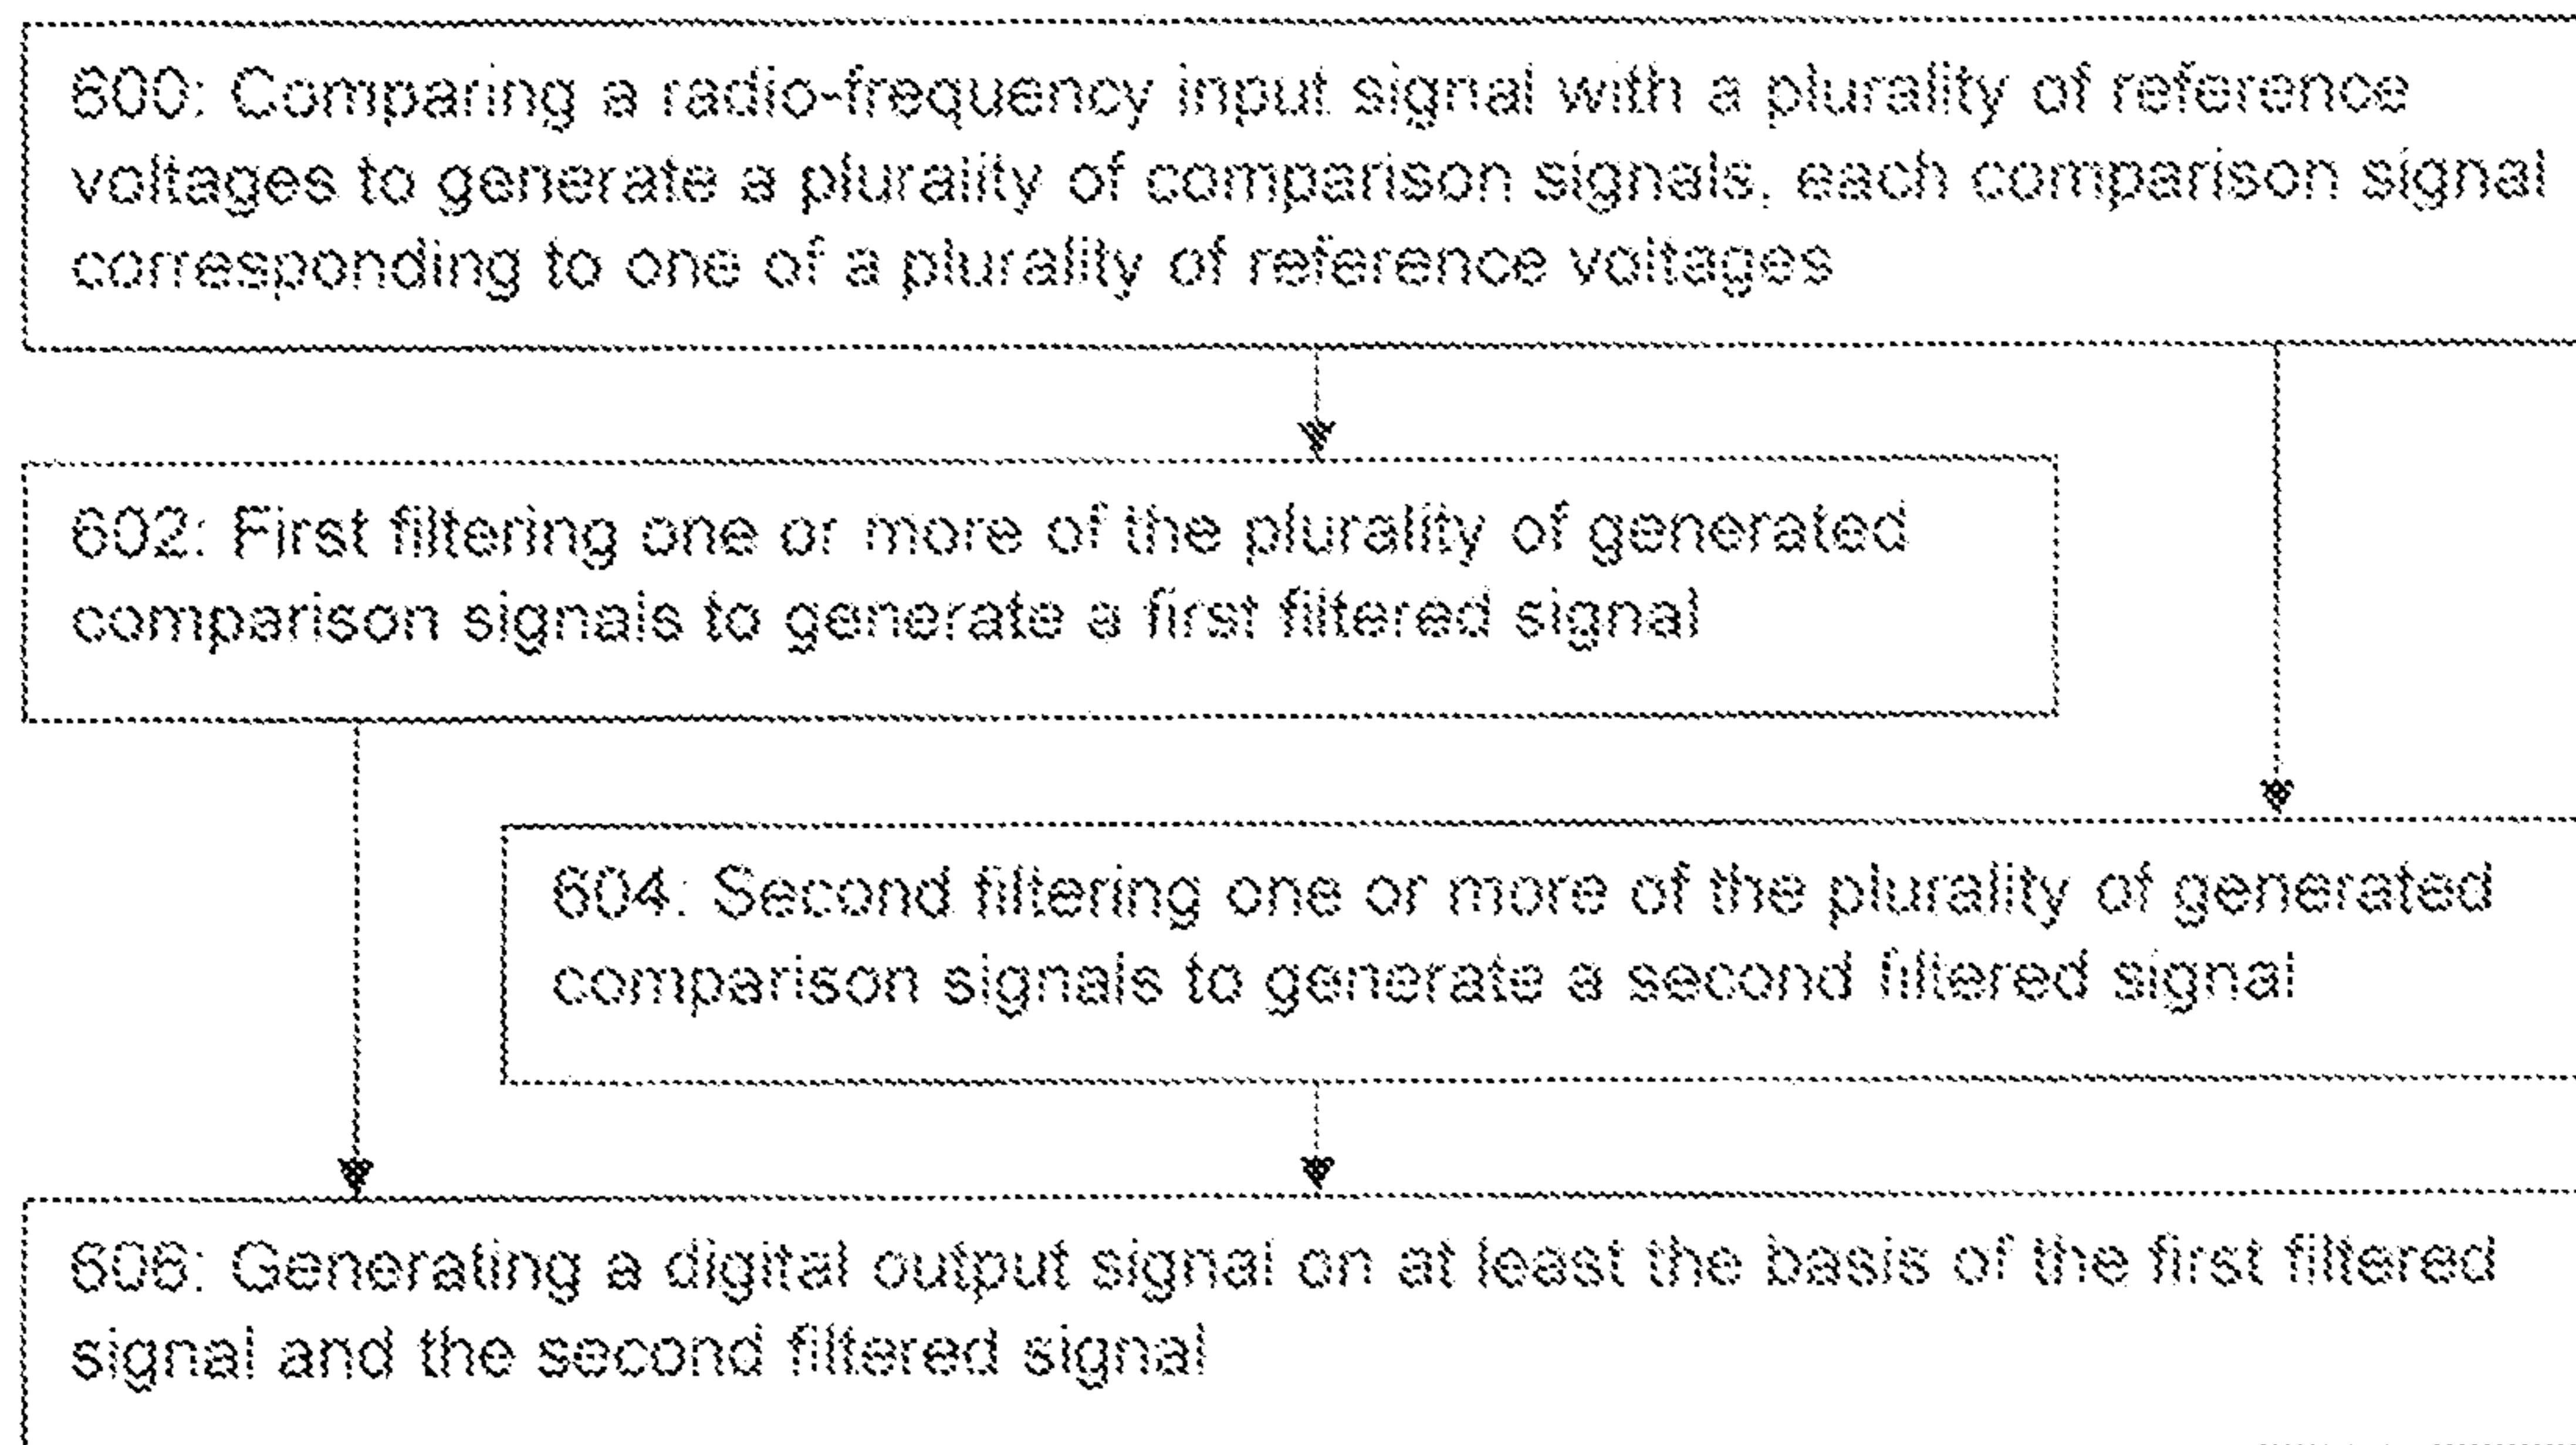 600: Comparing a radio-frequency input signal with a plurality of reference
voltages to generate a plurality of comparison signals, each comparison signal
corresponding to one of a plurality of reference voltages
602: First filtering one or more of the plurality of generated
comparison signals to generate a first filtered signal
604: Second filtering one or more of the plurality of generated
comparison signals to generate a second filtered signal
606: Generating a digital output signal on at least the basis of the first filtered
signal and the second filtered signal